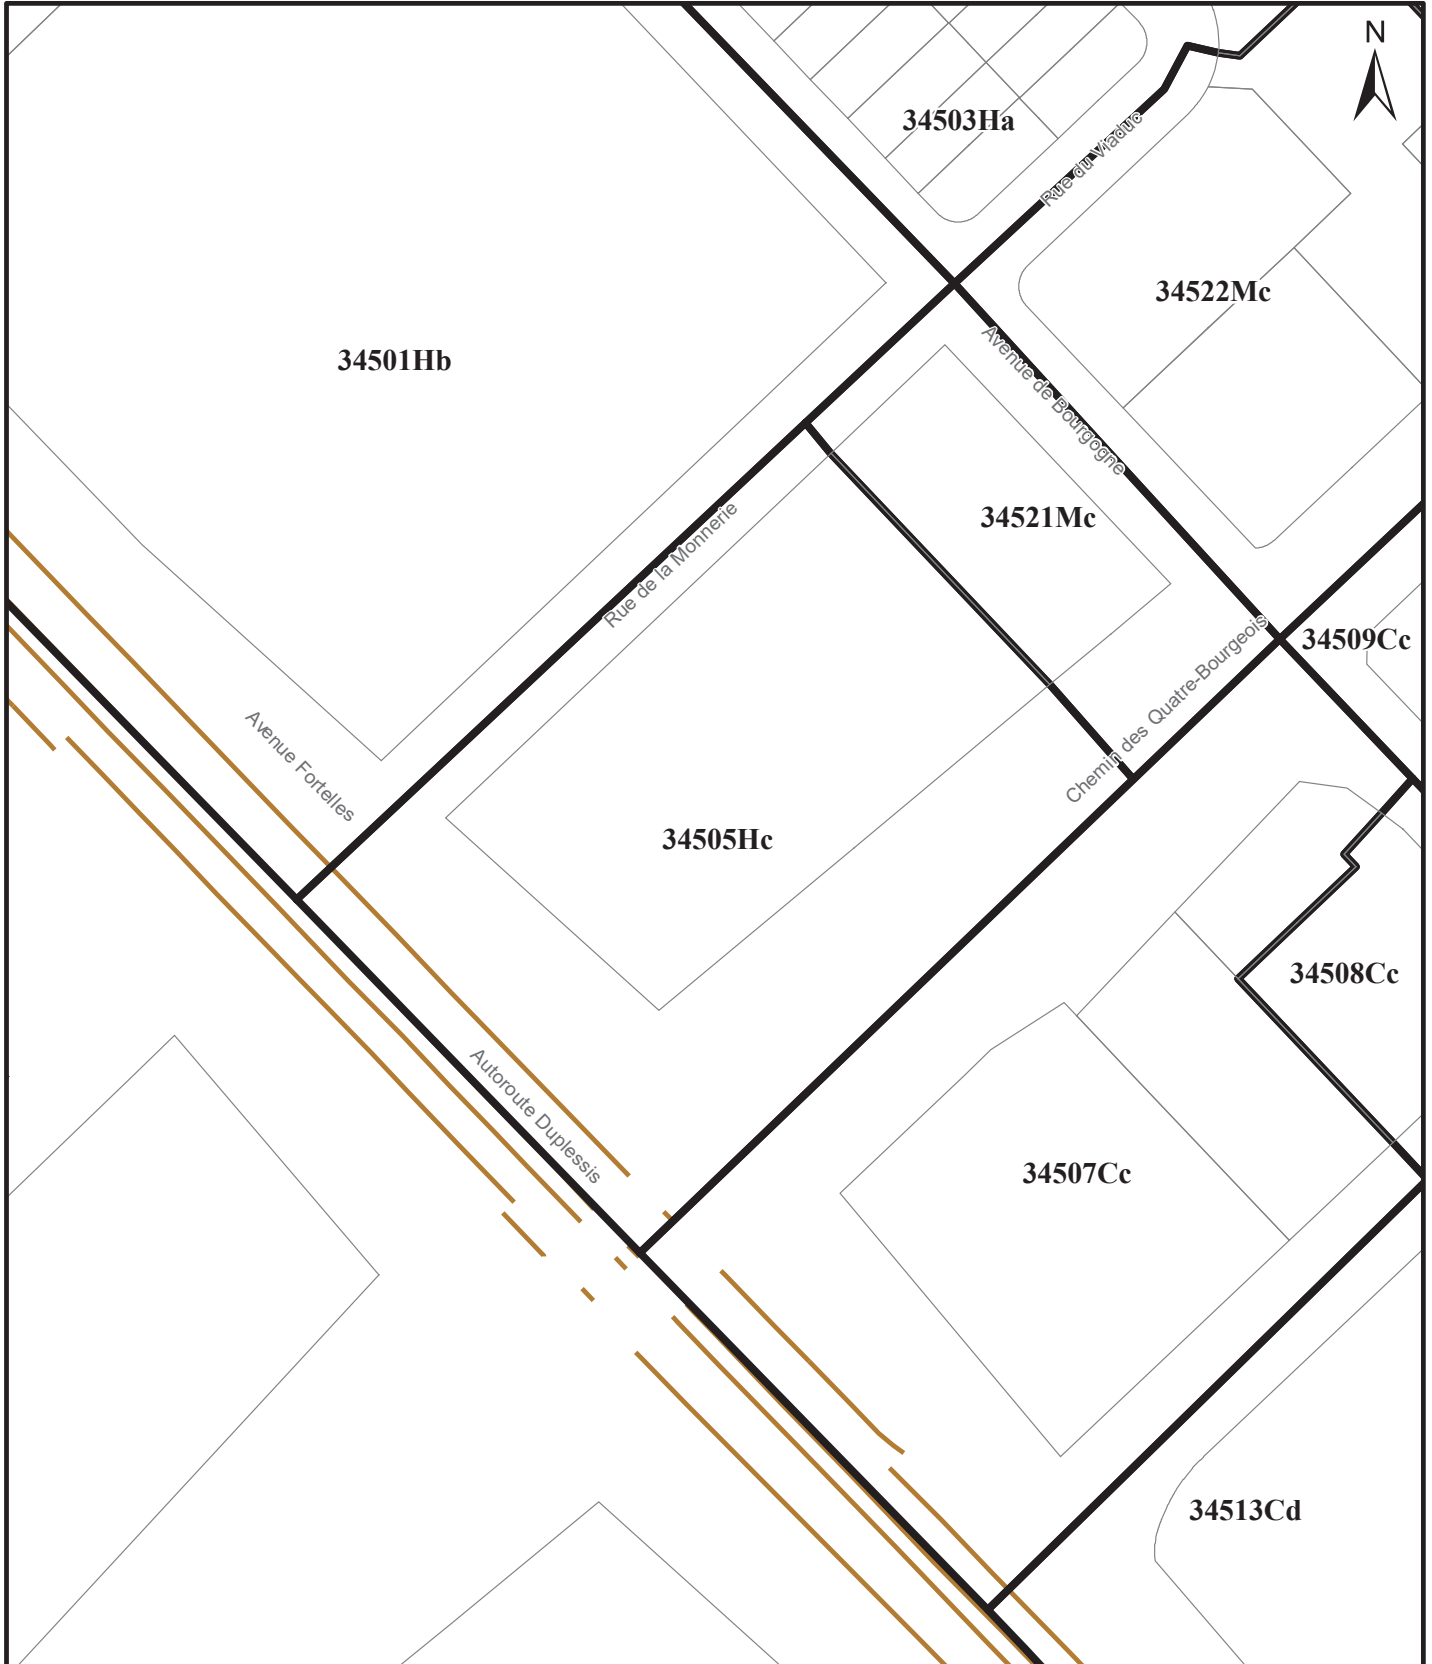 N
34503Ha
Rue du Viaduc
34522Mc
34501Hb
Avenue de Bourgogne
34521Mc
Rue de la Monnerie
34509Cc
Chemin des Quatre-Bourgeois
Avenue Fortelles
34505Hc
34508Cc
Autoroute Duplessis
34507Cc
34513Cd